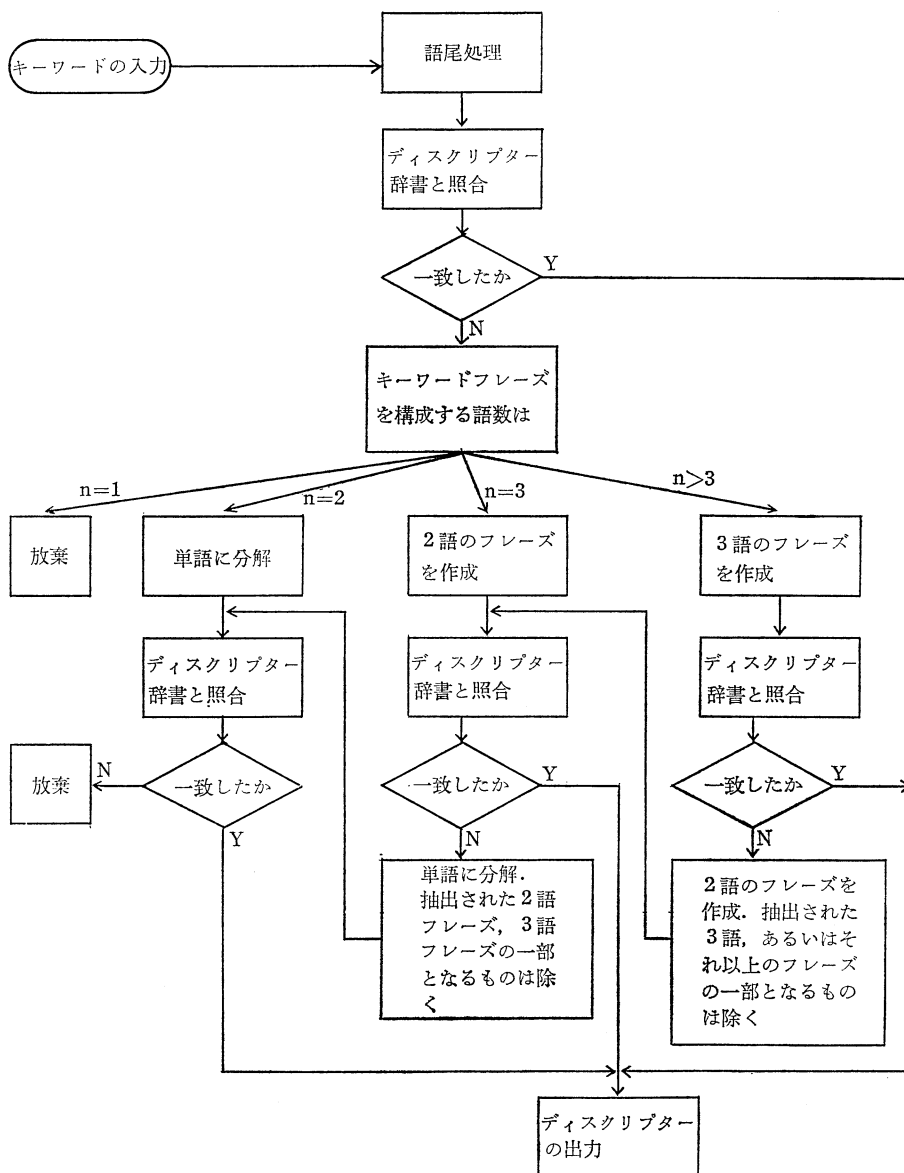 キーワードの入力
語尾処理
ディスクリプター
辞書と照合
一致したか
Y
N
キーワードフレーズ
を構成する語数は
n=1
n=2
n=3
n>3
放棄
単語に分解
2語のフレーズ
を作成
3語のフレーズ
を作成
ディスクリプター
辞書と照合
ディスクリプター
辞書と照合
ディスクリプター
辞書と照合
放棄
N
一致したか
Y
一致したか
Y
N
一致したか
Y
N
単語に分解.
抽出された2語
フレーズ, 3語
フレーズの一部
となるものは除
く
2語のフレーズを
作成. 抽出された
3語, あるいはそ
れ以上のフレーズ
の一部となるもの
は除く
ディスクリプター
の出力